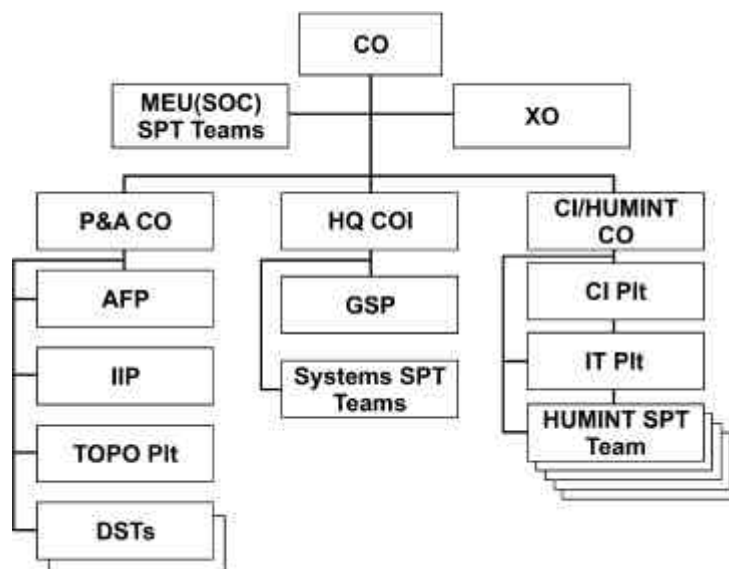 CO
MEU(SOC)
SPT Teams
XO
P&A CO
HQ COI
CI/HUMINT
CO
AFP
GSP
CI Plt
IIP
Systems SPT
Teams
IT Plt
TOPO Plt
HUMINT SPT
Team
DSTs